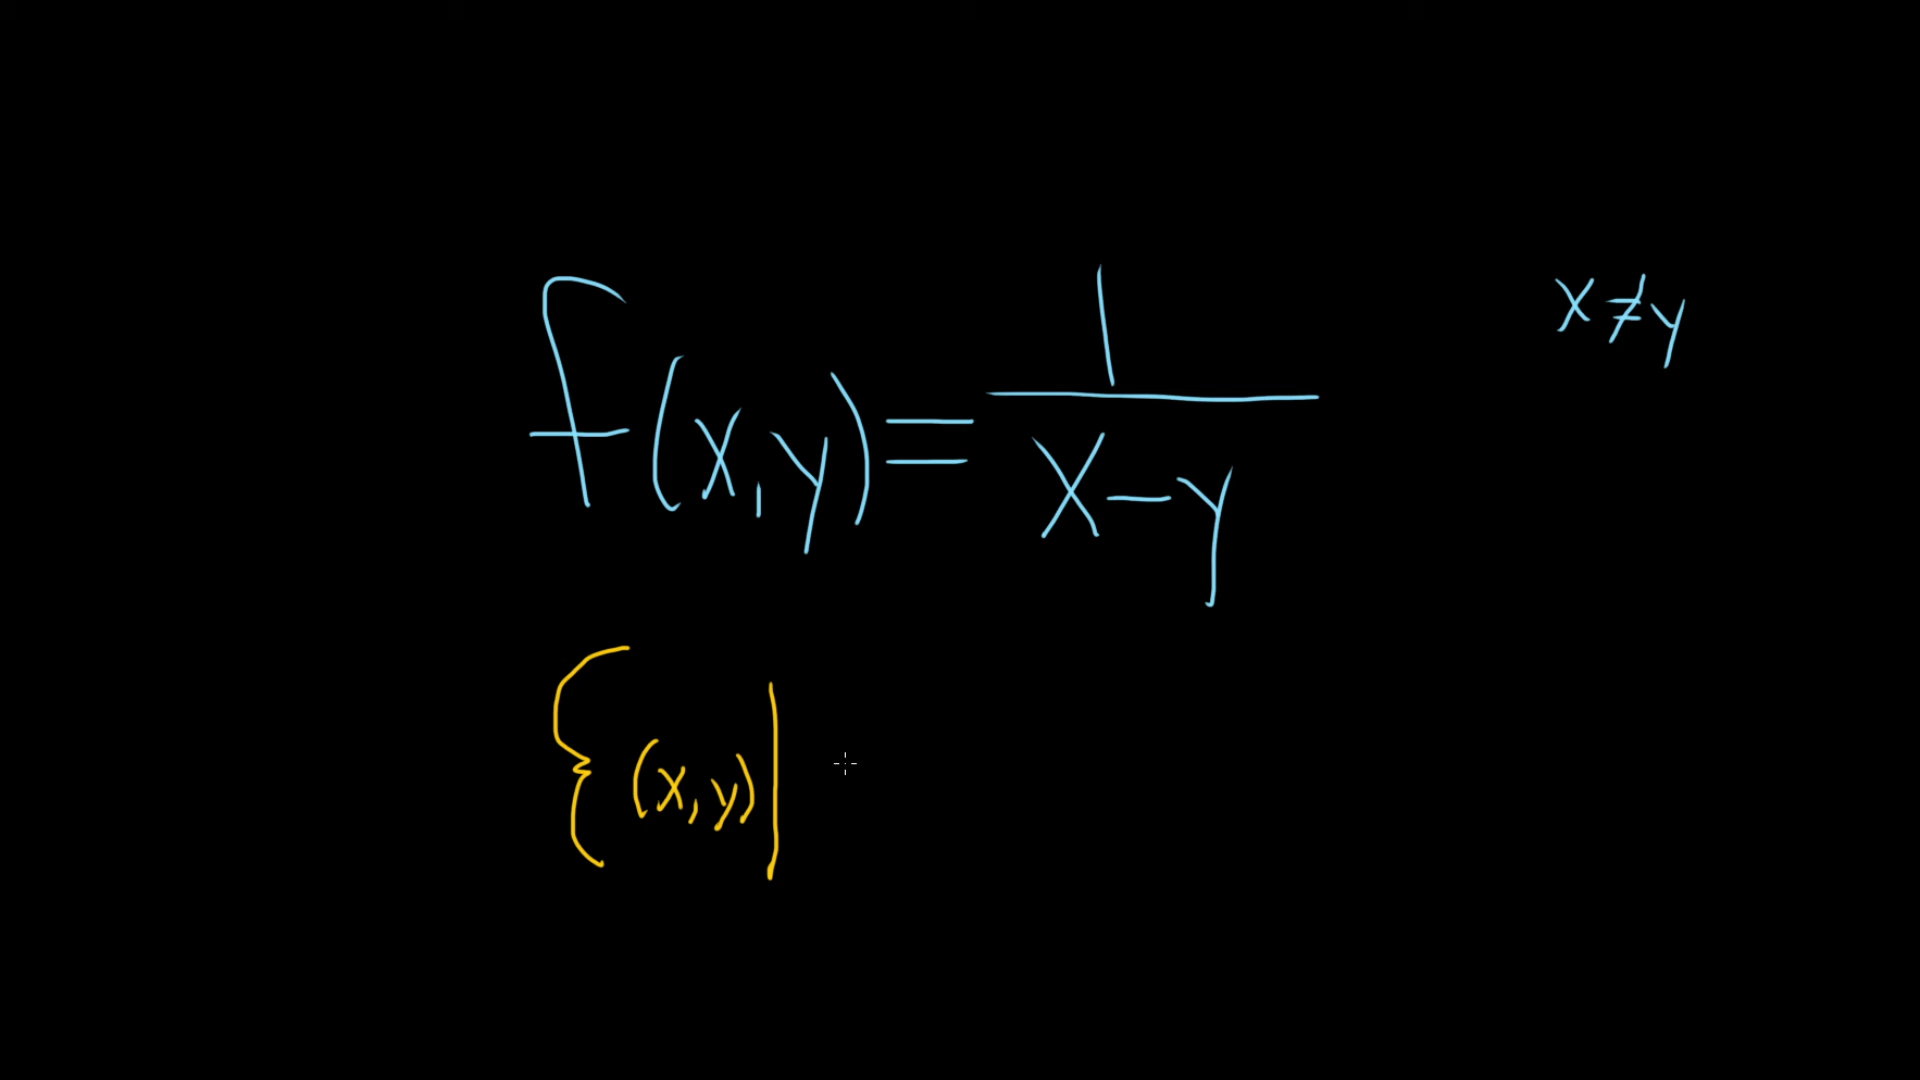 f(x,y) = 1/(x-y)
x≠y
{(x,y)|